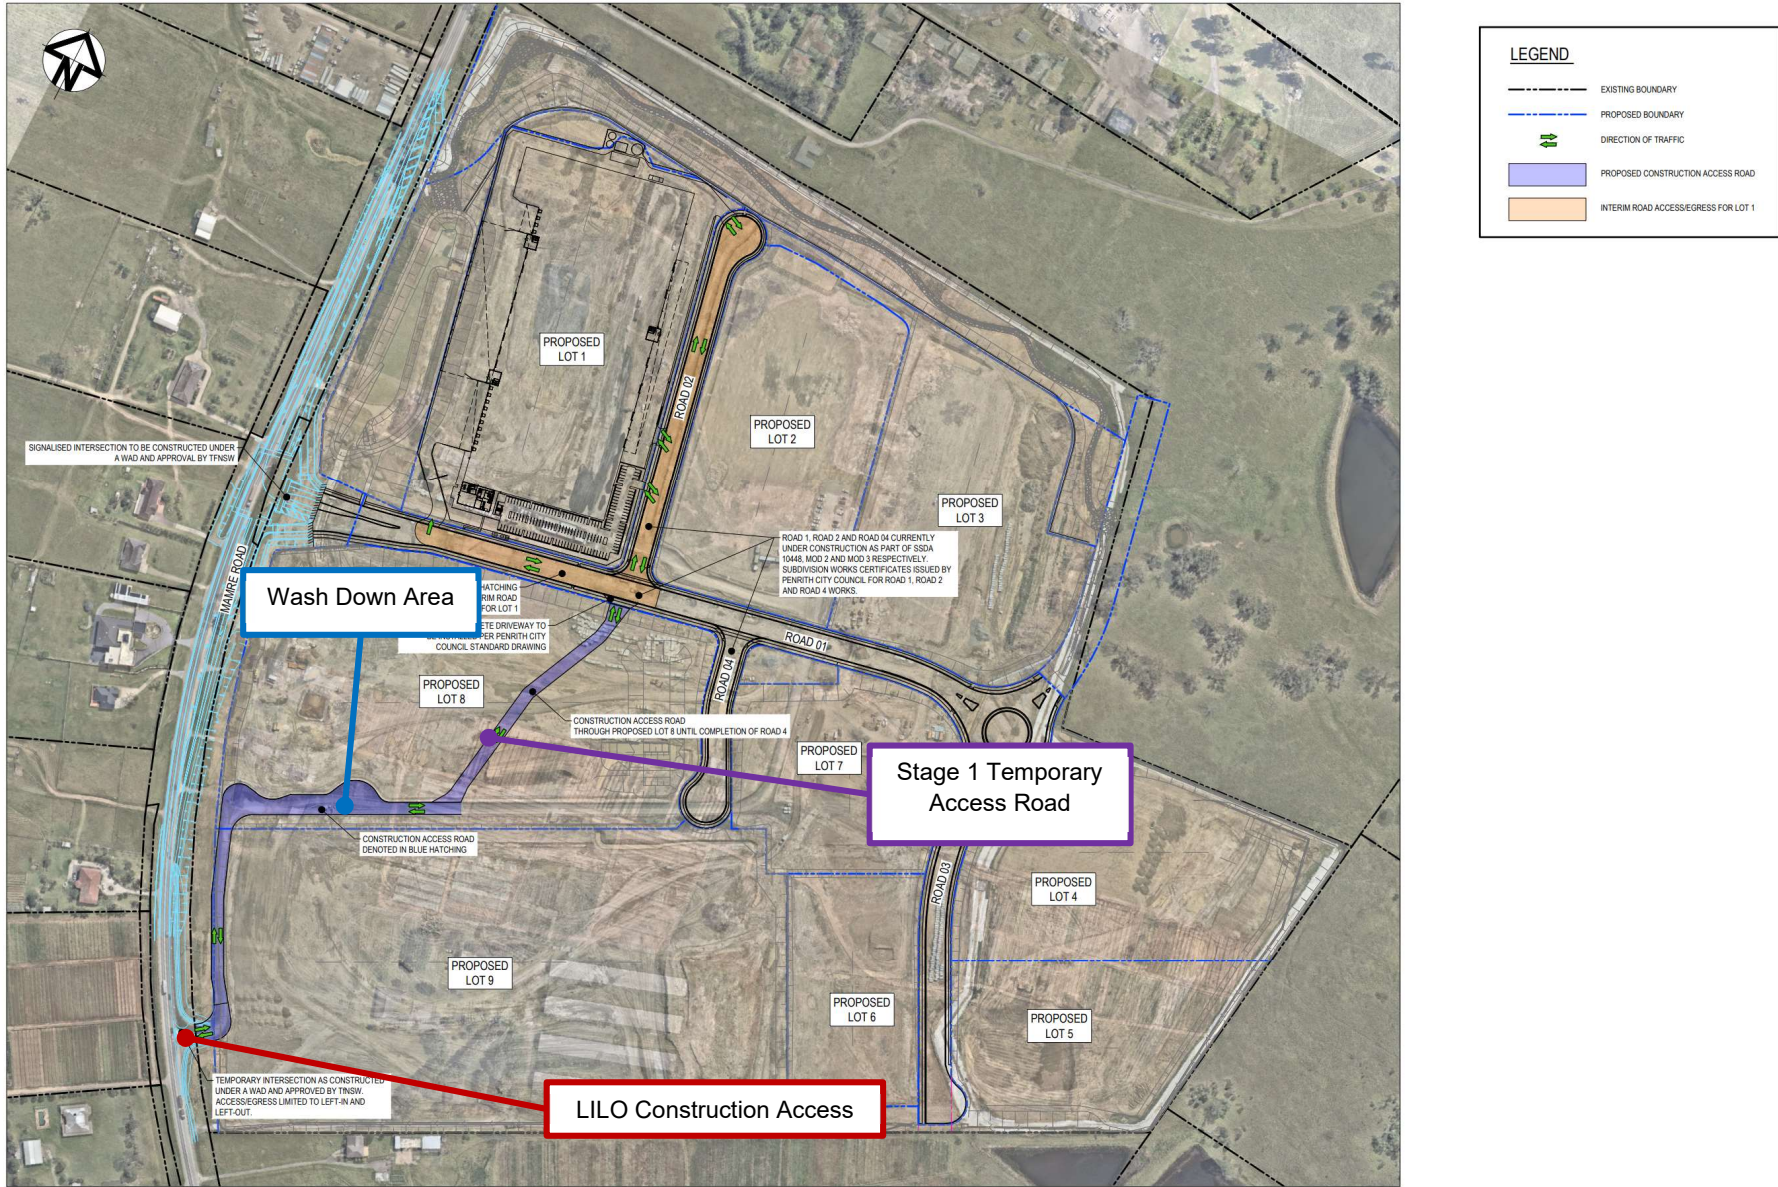 N
LEGEND
EXISTING BOUNDARY
PROPOSED BOUNDARY
DIRECTION OF TRAFFIC
PROPOSED CONSTRUCTION ACCESS ROAD
INTERIM ROAD ACCESS/EGRESS FOR LOT 1
PROPOSED
LOT 1
ROAD 02
PROPOSED
LOT 2
SIGNALISED INTERSECTION TO BE CONSTRUCTED UNDER
A WAD AND APPROVAL BY TFNSW
PROPOSED
LOT 3
ROAD 1, ROAD 2 AND ROAD 04 CURRENTLY
UNDER CONSTRUCTION AS PART OF SSDA
10448, MOD 2 AND MOD 3 RESPECTIVELY.
SUBDIVISION WORKS CERTIFICATES ISSUED BY
PENRITH CITY COUNCIL FOR ROAD 1, ROAD 2
AND ROAD 4 WORKS.
MAMRE ROAD
Wash Down Area
HATCHING
RIM ROAD
FOR LOT 1
ETE DRIVEWAY TO
PER PENRITH CITY
COUNCIL STANDARD DRAWING
ROAD 01
ROAD 04
PROPOSED
LOT 8
CONSTRUCTION ACCESS ROAD
THROUGH PROPOSED LOT 8 UNTIL COMPLETION OF ROAD 4
PROPOSED
LOT 7
Stage 1 Temporary
Access Road
CONSTRUCTION ACCESS ROAD
DENOTED IN BLUE HATCHING
ROAD 03
PROPOSED
LOT 4
PROPOSED
LOT 9
PROPOSED
LOT 6
PROPOSED
LOT 5
TEMPORARY INTERSECTION AS CONSTRUCTED
UNDER A WAD AND APPROVED BY TfNSW.
ACCESS/EGRESS LIMITED TO LEFT-IN AND
LEFT-OUT.
LILO Construction Access